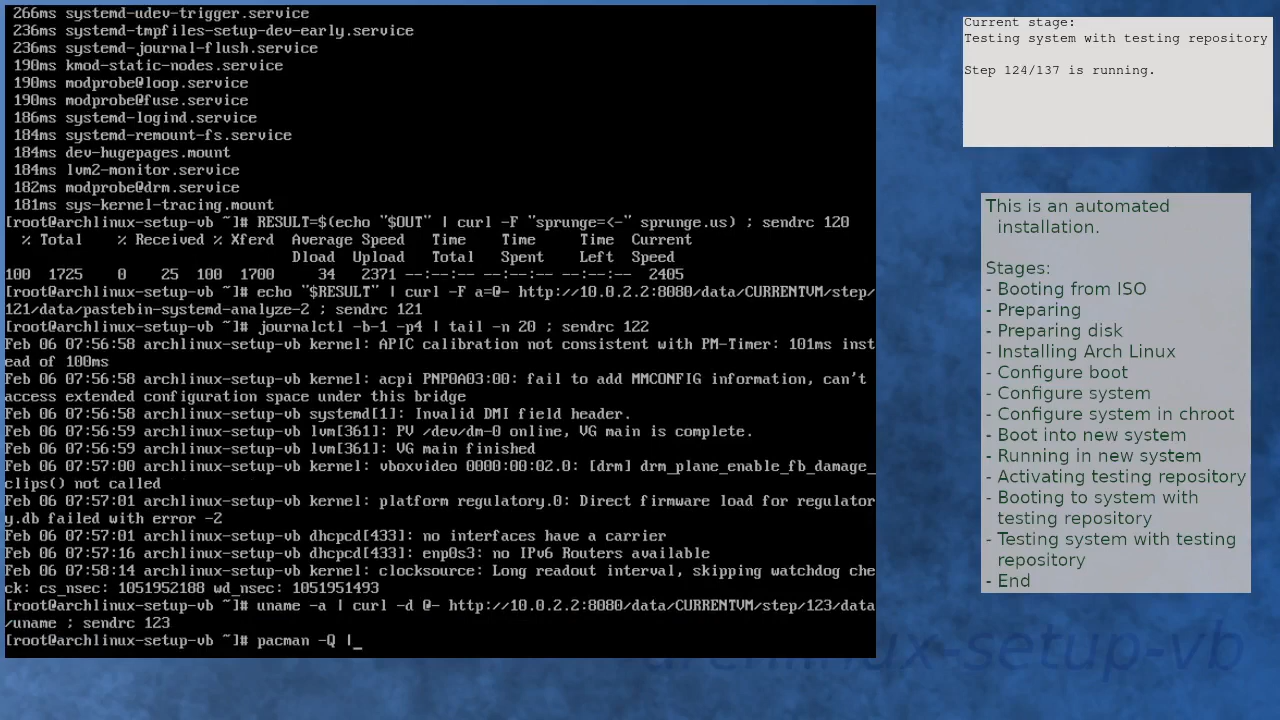 266ms systemd-udev-trigger.service
236ms systemd-tmpfiles-setup-dev-early.service
236ms systemd-journal-flush.service
190ms kmod-static-nodes.service
190ms modprobe@loop.service
190ms modprobe@fuse.service
186ms systemd-logind.service
184ms systemd-remount-fs.service
184ms dev-hugepages.mount
184ms lvm2-monitor.service
182ms modprobe@drm.service
181ms sys-kernel-tracing.mount
[root@archlinux-setup-vb ~]# RESULT=$(echo "$OUT" | curl -F "sprunge=<-" sprunge.us) ; sendrc 120
% Total % Received % Xferd Average Speed Time Time Time Current
Dload Upload Total Spent Left Speed
100 1725 0 25 100 1700 34 2371 --:--:-- --:--:-- --:--:-- 2405
[root@archlinux-setup-vb ~]# echo "$RESULT" | curl -F a=@- http://10.0.2.2:8080/data/CURRENTVM/step/
121/data/pastebin-systemd-analyze-2 ; sendrc 121
[root@archlinux-setup-vb ~]# journalctl -b-1 -p4 | tail -n 20 ; sendrc 122
Feb 06 07:56:58 archlinux-setup-vb kernel: APIC calibration not consistent with PM-Timer: 101ms inst
ead of 100ms
Feb 06 07:56:58 archlinux-setup-vb kernel: acpi PNP0A03:00: fail to add MMCONFIG information, can't
access extended configuration space under this bridge
Feb 06 07:56:58 archlinux-setup-vb systemd[1]: Invalid DMI field header.
Feb 06 07:56:59 archlinux-setup-vb lvm[361]: PV /dev/dm-0 online, VG main is complete.
Feb 06 07:56:59 archlinux-setup-vb lvm[361]: VG main finished
Feb 06 07:57:00 archlinux-setup-vb kernel: vboxvideo 0000:00:02.0: [drm] drm_plane_enable_fb_damage_
clips() not called
Feb 06 07:57:01 archlinux-setup-vb kernel: platform regulatory.0: Direct firmware load for regulator
y.db failed with error -2
Feb 06 07:57:01 archlinux-setup-vb dhcpcd[433]: no interfaces have a carrier
Feb 06 07:57:16 archlinux-setup-vb dhcpcd[433]: enp0s3: no IPv6 Routers available
Feb 06 07:58:14 archlinux-setup-vb kernel: clocksource: Long readout interval, skipping watchdog che
ck: cs_nsec: 1051952188 wd_nsec: 1051951493
[root@archlinux-setup-vb ~]# uname -a | curl -d @- http://10.0.2.2:8080/data/CURRENTVM/step/123/data
/uname ; sendrc 123
[root@archlinux-setup-vb ~]# pacman -Q |_
Current stage:
Testing system with testing repository
Step 124/137 is running.
This is an automated
installation.
Stages:
- Booting from ISO
- Preparing
- Preparing disk
- Installing Arch Linux
- Configure boot
- Configure system
- Configure system in chroot
- Boot into new system
- Running in new system
- Activating testing repository
- Booting to system with
testing repository
- Testing system with testing
repository
- End
archlinux-setup-vb